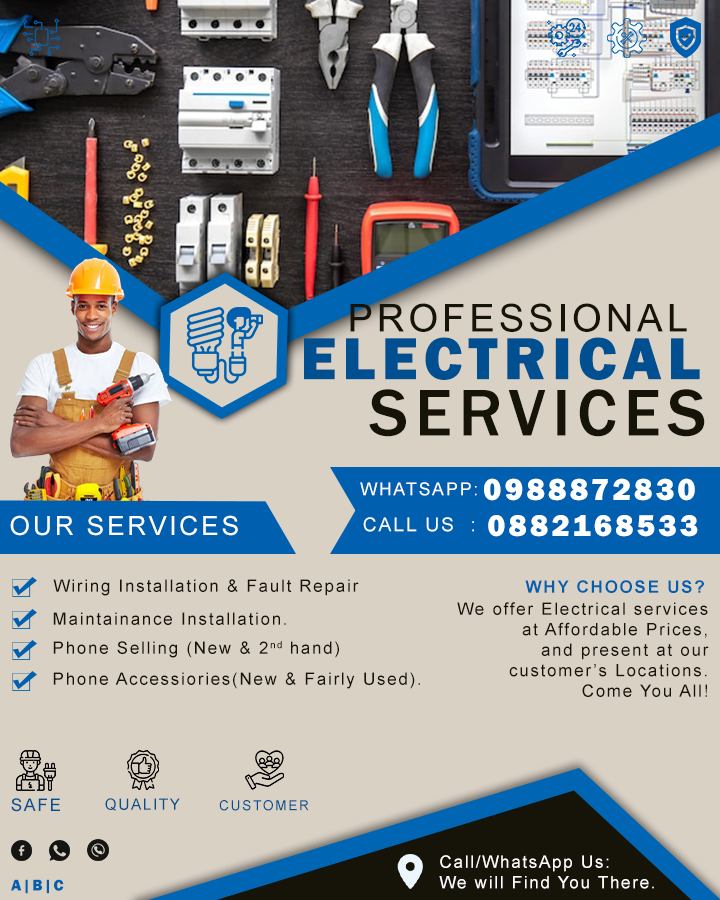 24
PROFESSIONAL
ELECTRICAL
SERVICES
WHATSAPP: 0988872830
CALL US : 0882168533
OUR SERVICES
Wiring Installation & Fault Repair
Maintainance Installation.
Phone Selling (New & 2nd hand)
Phone Accessiories(New & Fairly Used).
WHY CHOOSE US?
We offer Electrical services
at Affordable Prices,
and present at our
customer's Locations.
Come You All!
SAFE
QUALITY
CUSTOMER
A|B|C
Call/WhatsApp Us:
We will Find You There.